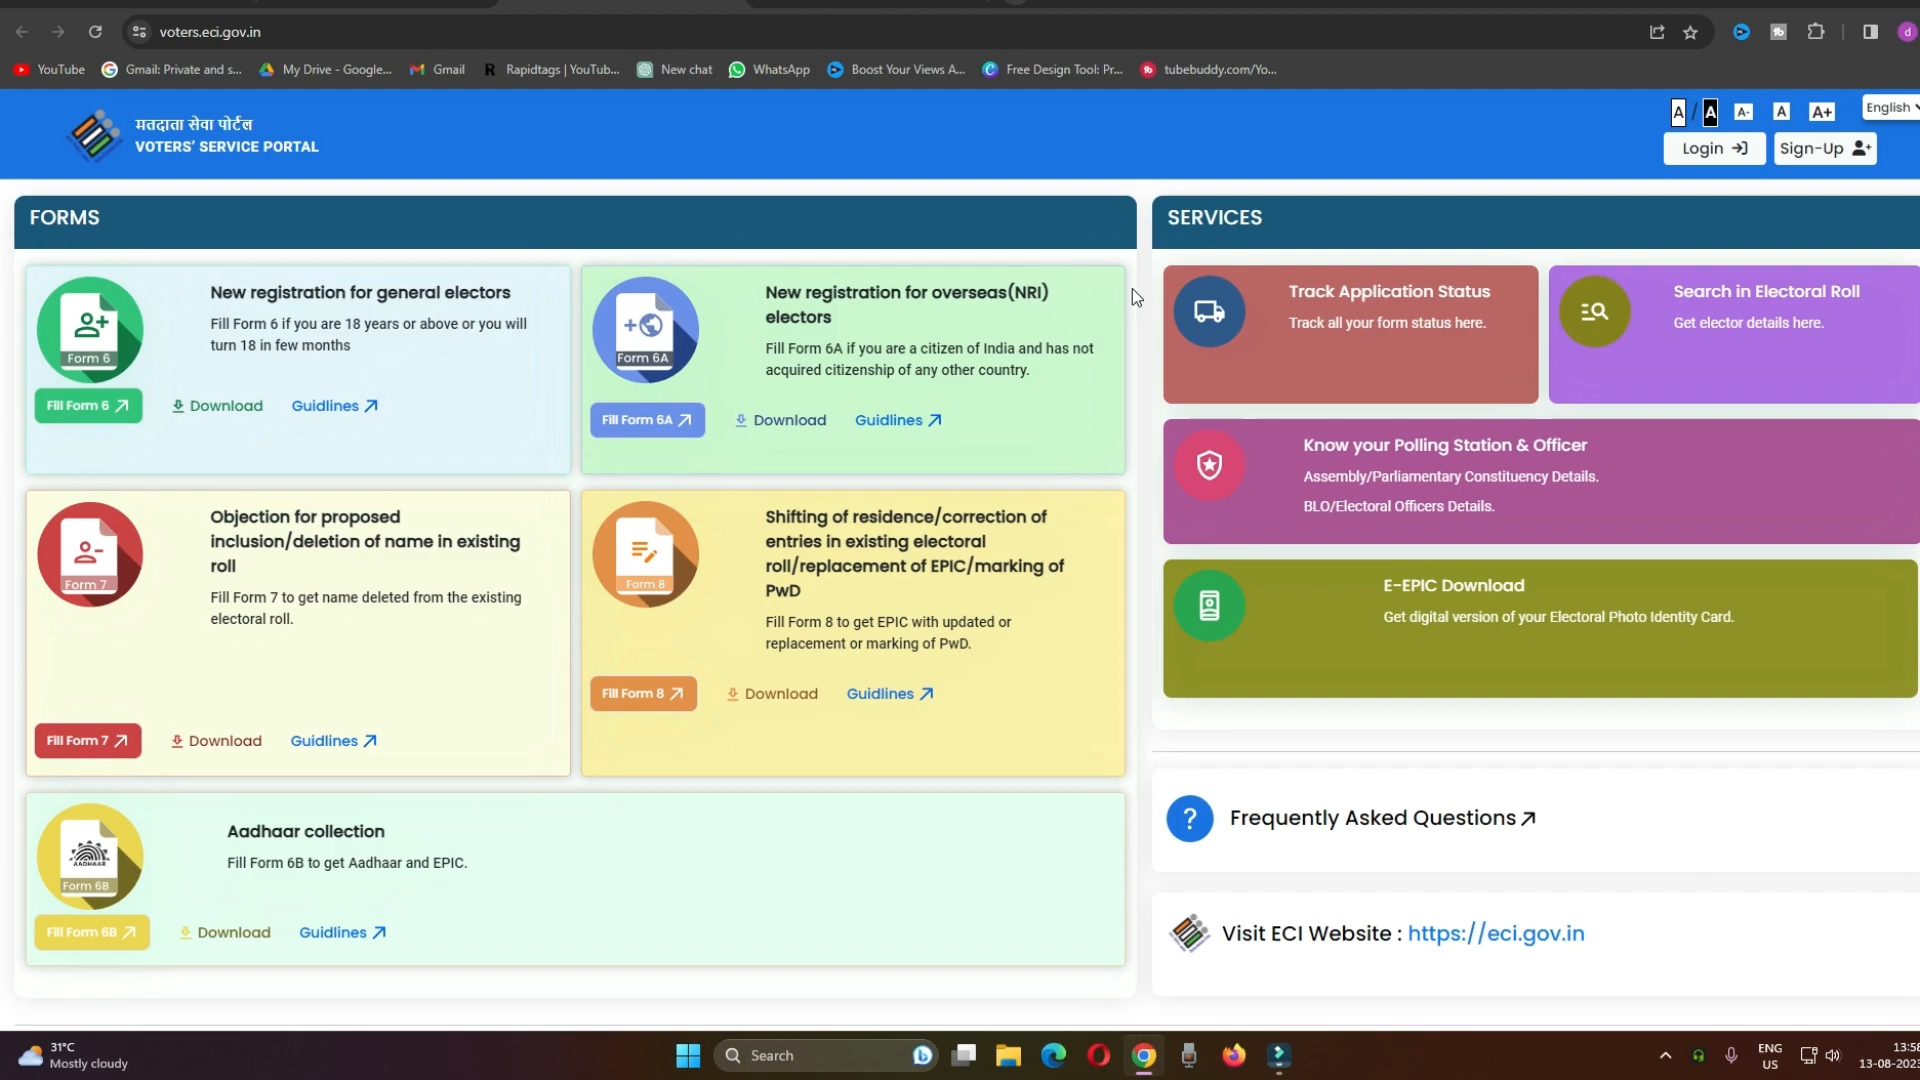 voters.eci.gov.in
YouTube
Gmail: Private and s...
My Drive - Google...
Gmail
Rapidtags | YouTub...
New chat
WhatsApp
Boost Your Views A...
Free Design Tool: Pr...
tubebuddy.com/Yo...
मतदाता सेवा पोर्टल
VOTERS' SERVICE PORTAL
A / A A- A A+ English
Login
Sign-Up
FORMS
Form 6
New registration for general electors
Fill Form 6 if you are 18 years or above or you will
turn 18 in few months
Fill Form 6
Download
Guidlines
Form 6A
New registration for overseas(NRI)
electors
Fill Form 6A if you are a citizen of India and has not
acquired citizenship of any other country.
Fill Form 6A
Download
Guidlines
Form 7
Objection for proposed
inclusion/deletion of name in existing
roll
Fill Form 7 to get name deleted from the existing
electoral roll.
Fill Form 7
Download
Guidlines
Form 8
Shifting of residence/correction of
entries in existing electoral
roll/replacement of EPIC/marking of
PwD
Fill Form 8 to get EPIC with updated or
replacement or marking of PwD.
Fill Form 8
Download
Guidlines
AADHAAR
Form 6B
Aadhaar collection
Fill Form 6B to get Aadhaar and EPIC.
Fill Form 6B
Download
Guidlines
SERVICES
Track Application Status
Track all your form status here.
Search in Electoral Roll
Get elector details here.
Know your Polling Station & Officer
Assembly/Parliamentary Constituency Details.
BLO/Electoral Officers Details.
E-EPIC Download
Get digital version of your Electoral Photo Identity Card.
? Frequently Asked Questions
Visit ECI Website : https://eci.gov.in
31°C
Mostly cloudy
Search
ENG
US
13:58
13-08-2023